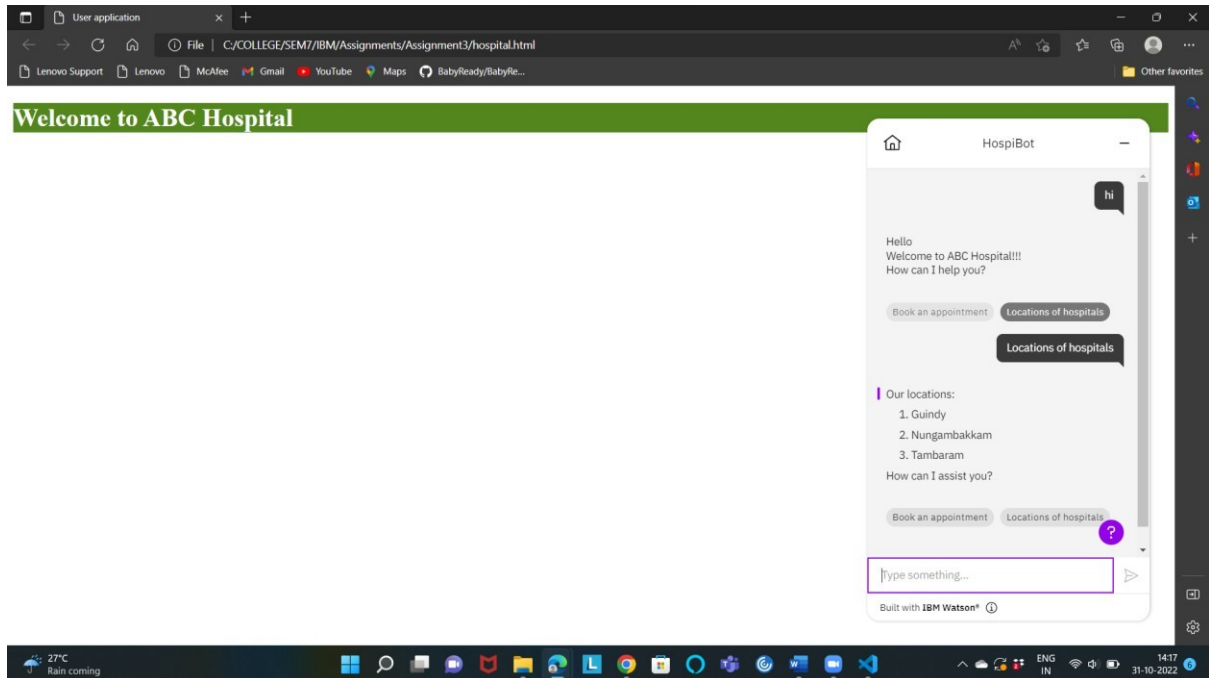 User application
File | C:/COLLEGE/SEM7/IBM/Assignments/Assignment3/hospital.html
Lenovo Support Lenovo McAfee Gmail YouTube Maps BabyReady/BabyRe... Other favorites
Welcome to ABC Hospital
HospiBot
hi
Hello
Welcome to ABC Hospital!!!
How can I help you?
Book an appointment Locations of hospitals
Locations of hospitals
Our locations:
1. Guindy
2. Nungambakkam
3. Tambaram
How can I assist you?
Book an appointment Locations of hospitals
?
Type something...
Built with IBM Watson®
27°C
Rain coming
ENG
IN
14:17
31-10-2022
6